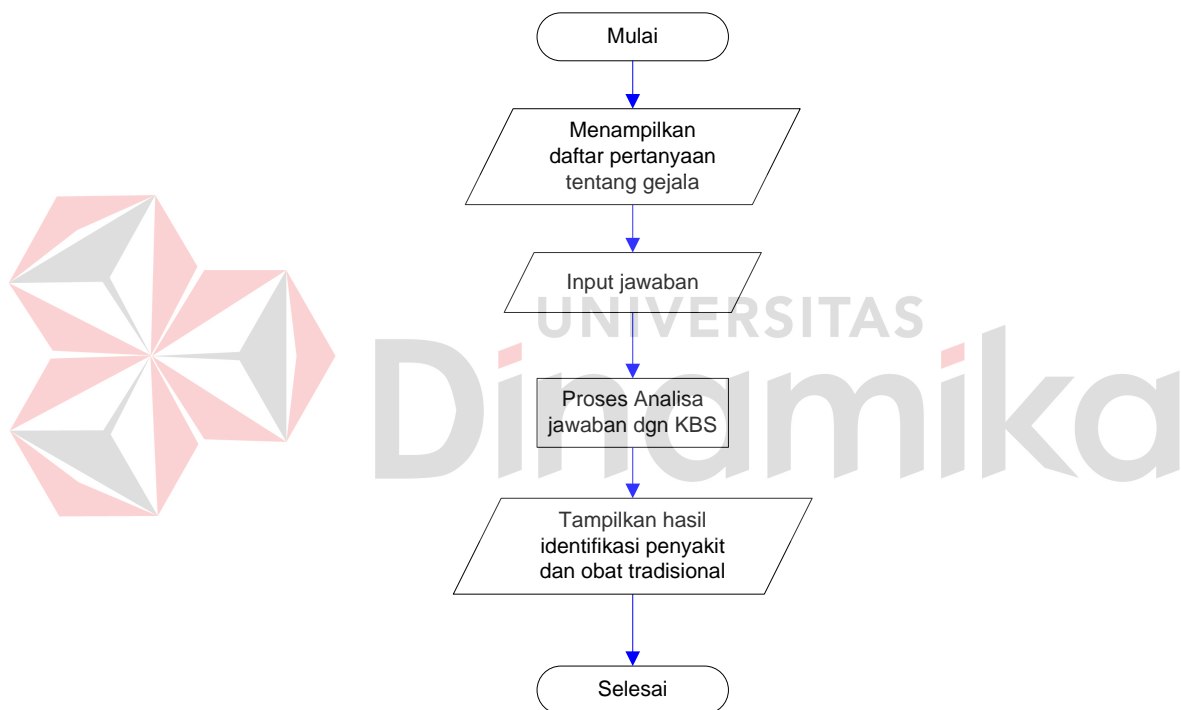 Mulai
Menampilkan
daftar pertanyaan
tentang gejala
Input jawaban
UNIVERSITAS
Dinamika
Proses Analisa
jawaban dgn KBS
Tampilkan hasil
identifikasi penyakit
dan obat tradisional
Selesai